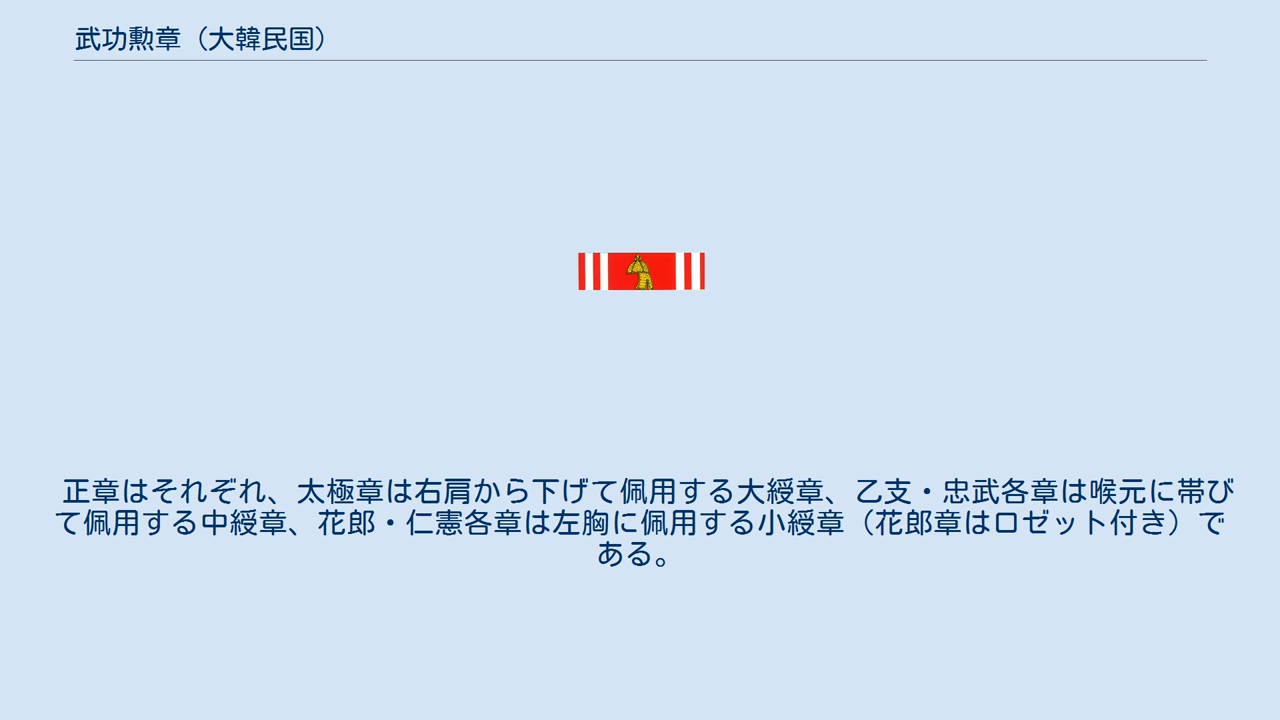 武功勲章（大韓民国）
正章はそれぞれ、太極章は右肩から下げて佩用する大綬章、乙支・忠武各章は喉元に帯び
て佩用する中綬章、花郎・仁憲各章は左胸に佩用する小綬章（花郎章はロゼット付き）で
ある。